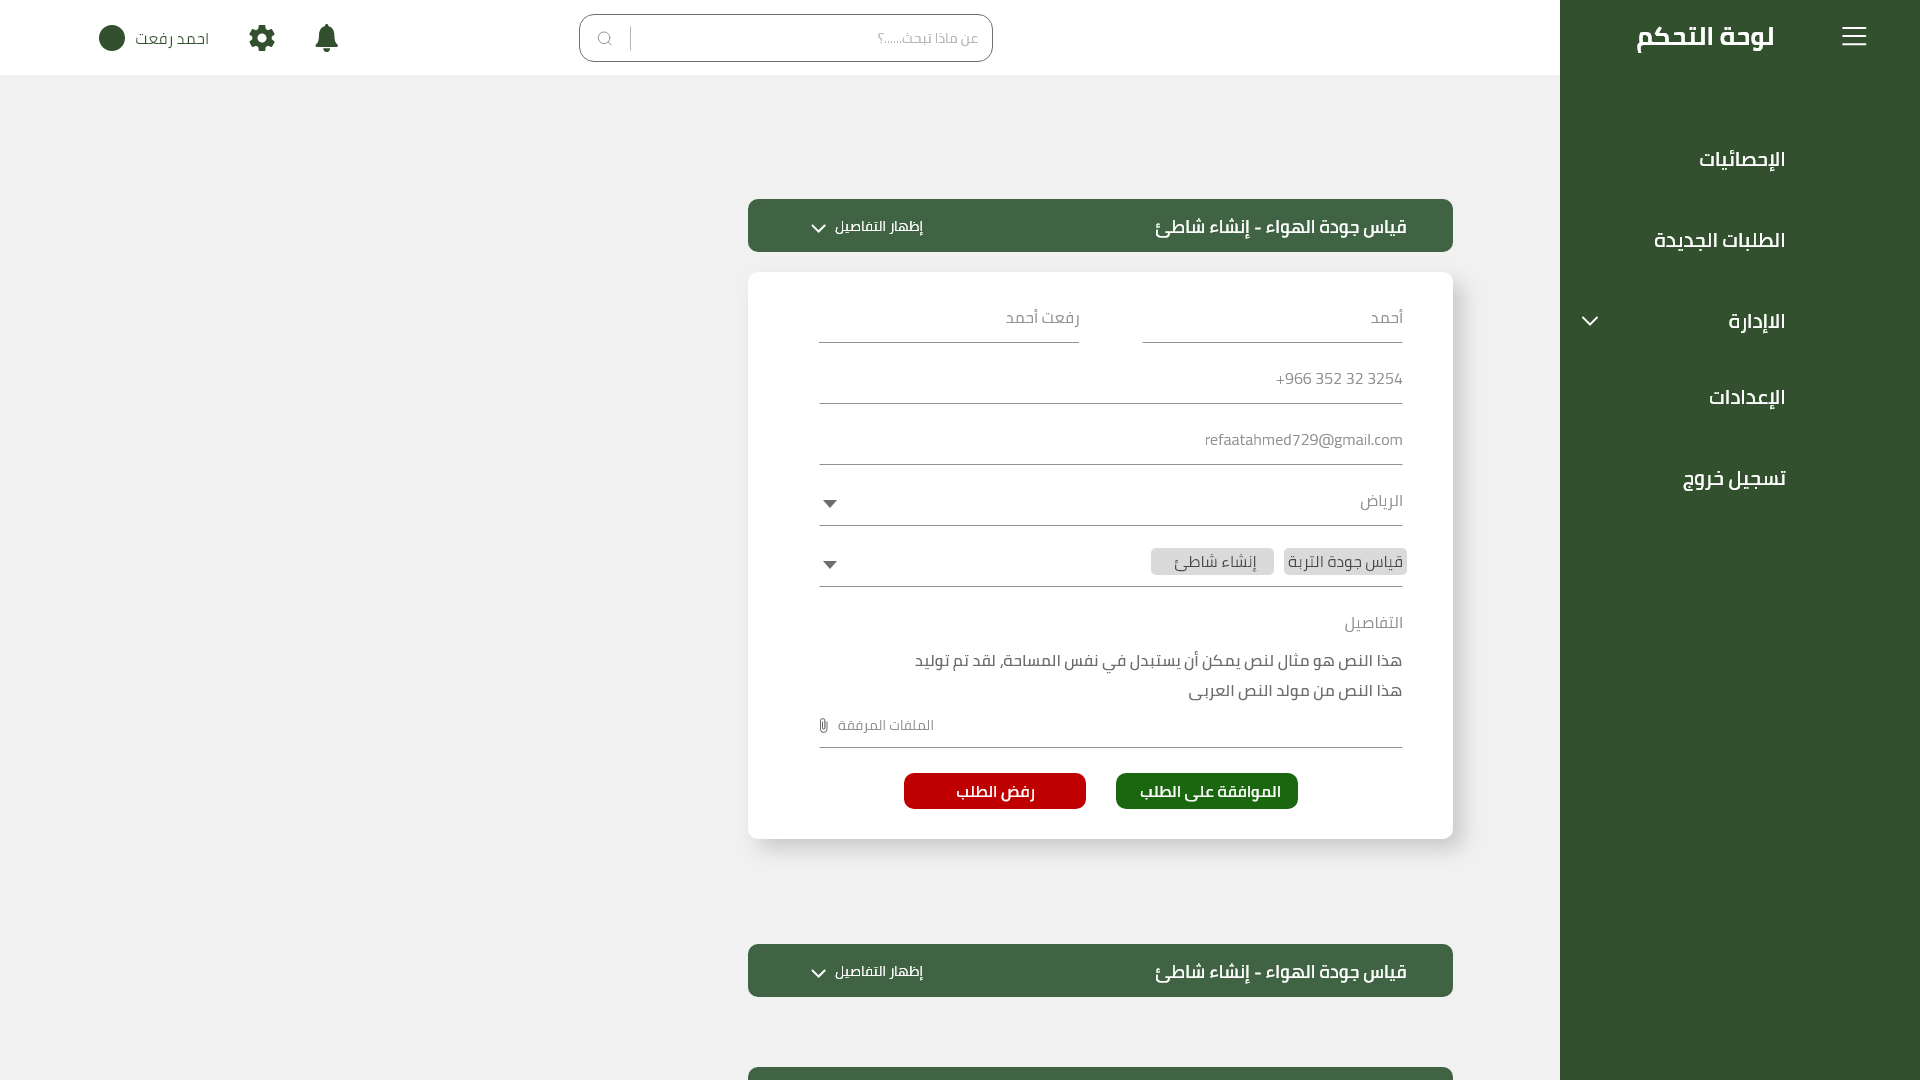 لوحة التحكم
عن ماذا تبحث......؟
احمد رفعت
الإحصائيات
الطلبات الجديدة
الاإدارة
الإعدادات
تسجيل خروج
قياس جودة الهواء - إنشاء شاطئ
إظهار التفاصيل
أحمد
رفعت أحمد
+966 352 32 3254
refaatahmed729@gmail.com
الرياض
قياس جودة التربة إنشاء شاطئ
التفاصيل
هذا النص هو مثال لنص يمكن أن يستبدل في نفس المساحة, لقد تم توليد
هذا النص من مولد النص العربى
الملفات المرفقة
الموافقة على الطلب
رفض الطلب
قياس جودة الهواء - إنشاء شاطئ
إظهار التفاصيل